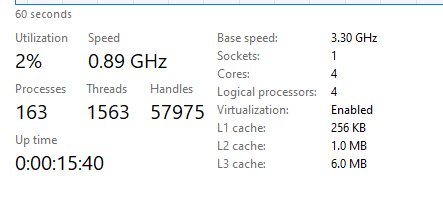 60 seconds
Utilization Speed
2% 0.89 GHz
Processes Threads Handles
163 1563 57975
Up time
0:00:15:40
Base speed: 3.30 GHz
Sockets: 1
Cores: 4
Logical processors: 4
Virtualization: Enabled
L1 cache: 256 KB
L2 cache: 1.0 MB
L3 cache: 6.0 MB